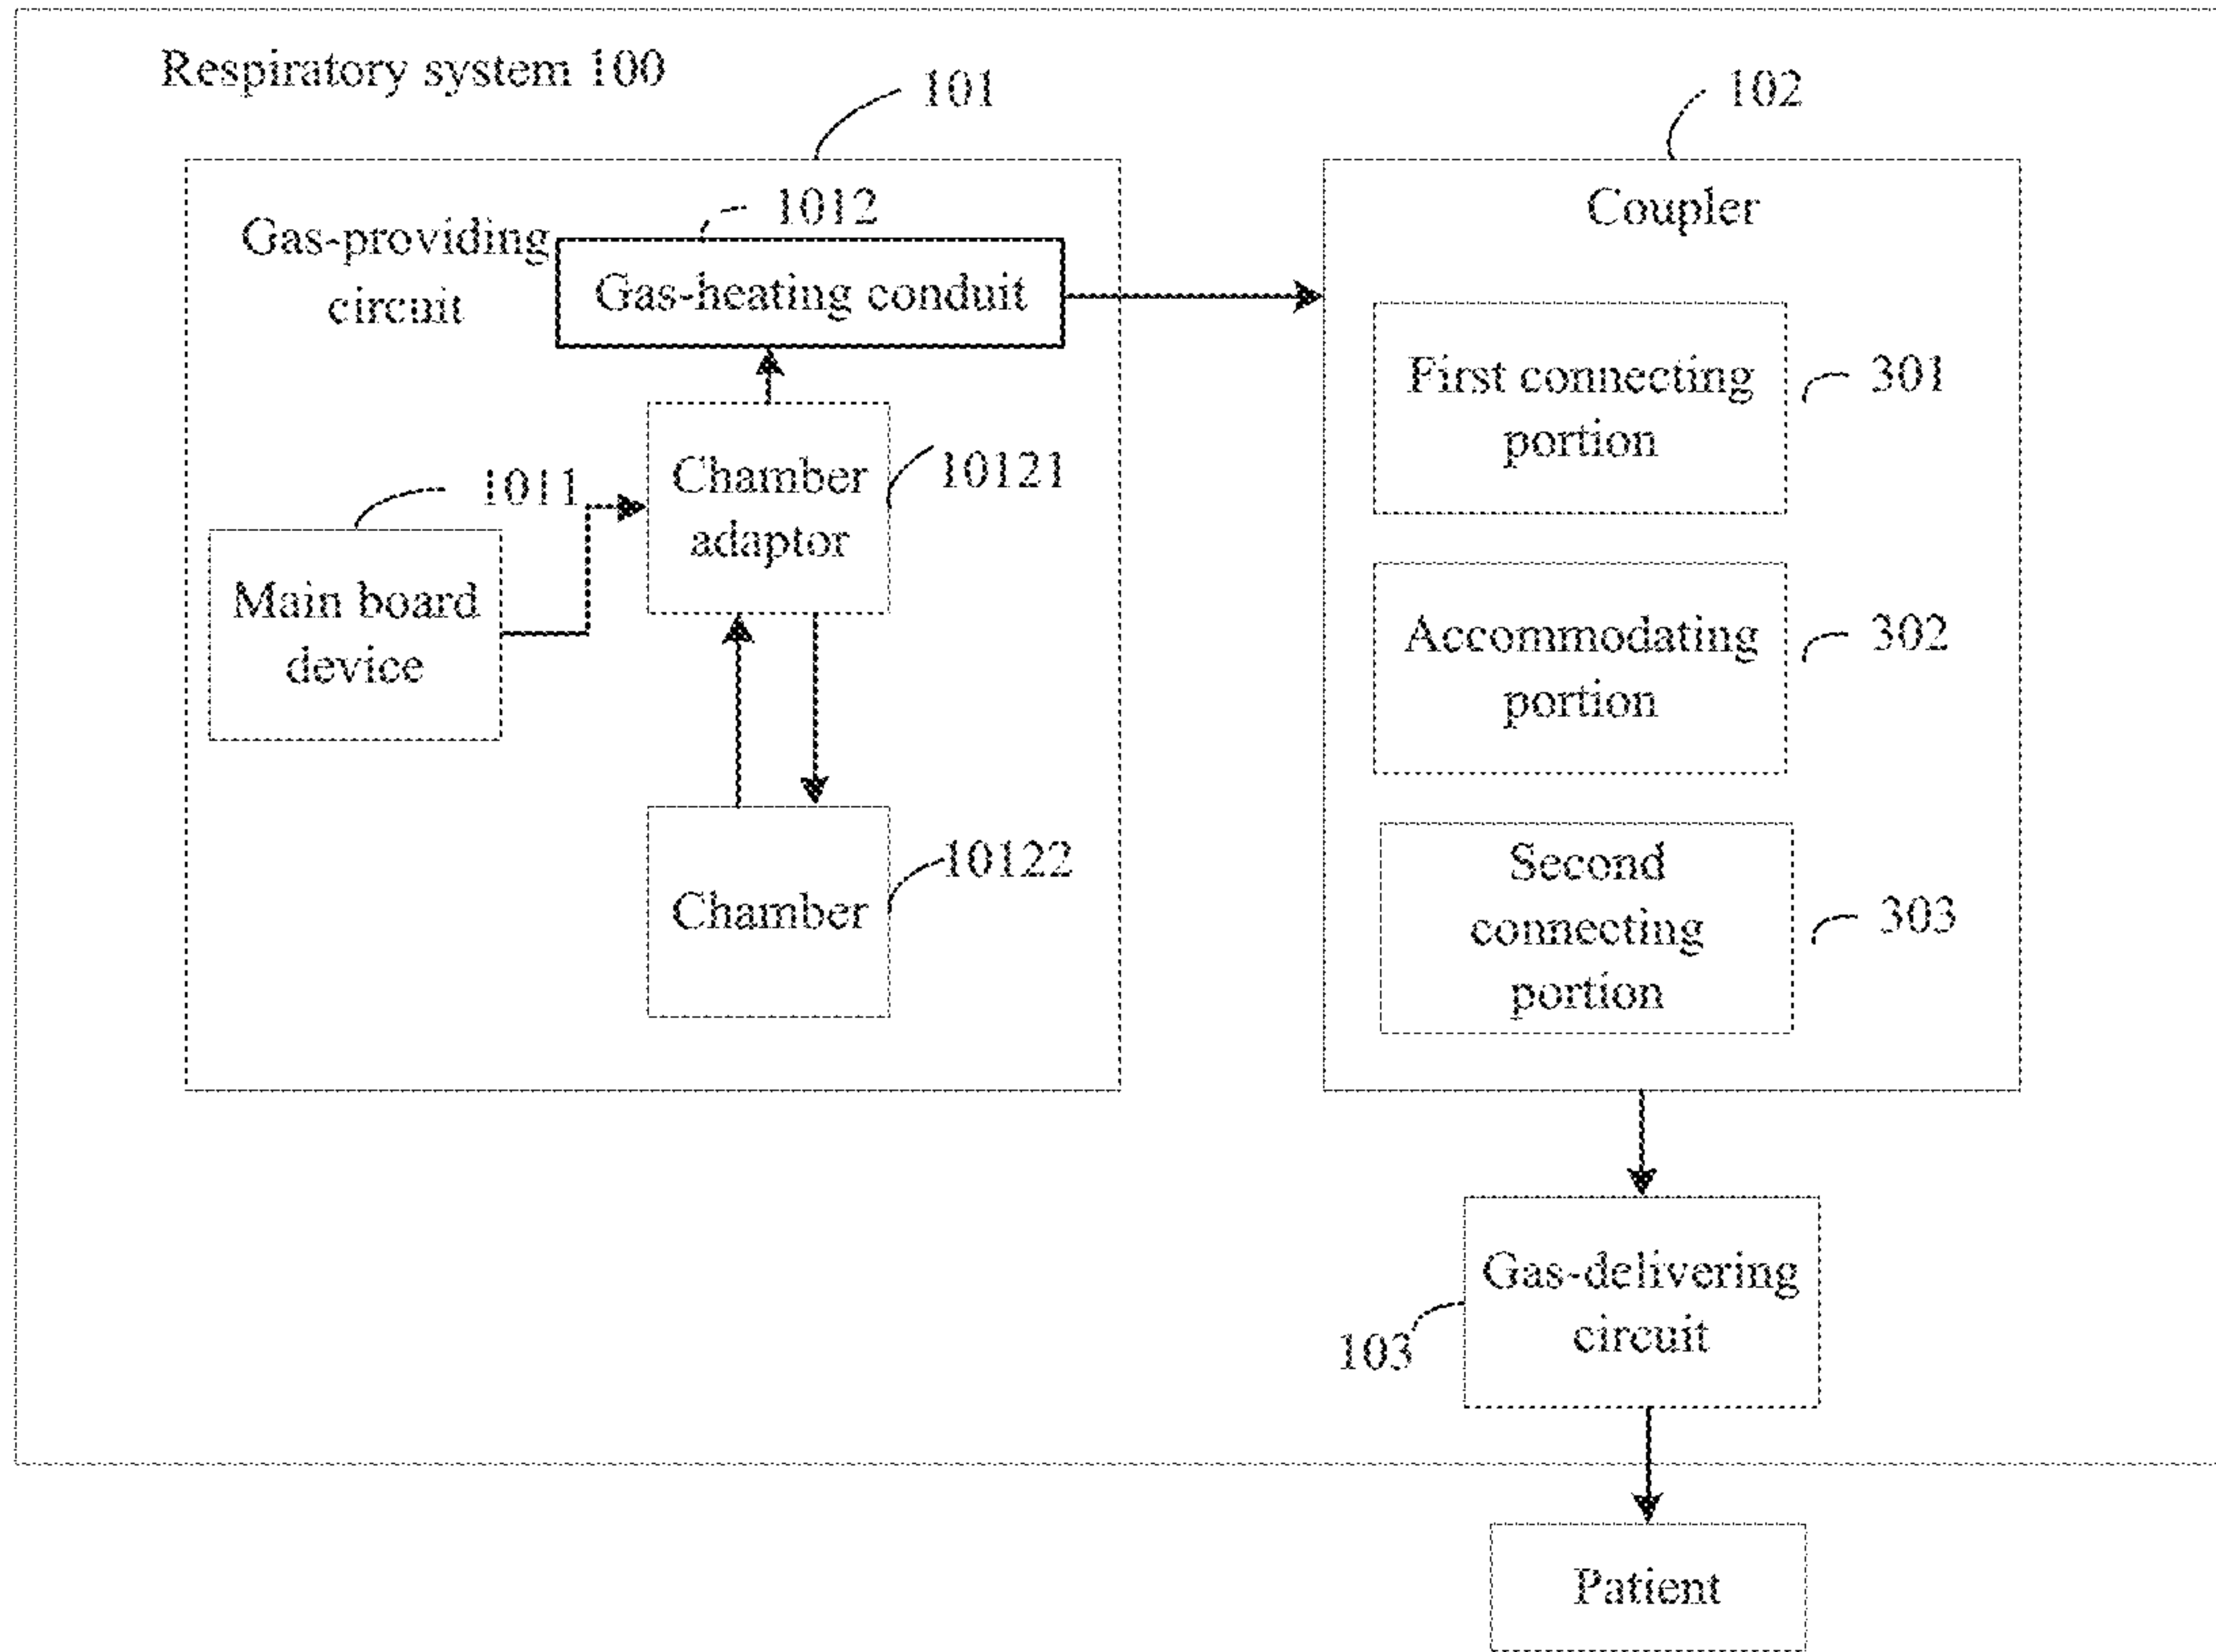 Respiratory system 100
101
102
Gas-providing
circuit
1012
Gas-heating conduit
Coupler
First connecting
portion
301
Chamber
adaptor
10121
1011
Main board
device
Accommodating
portion
302
Chamber
10122
Second
connecting
portion
303
Gas-delivering
circuit
103
Patient